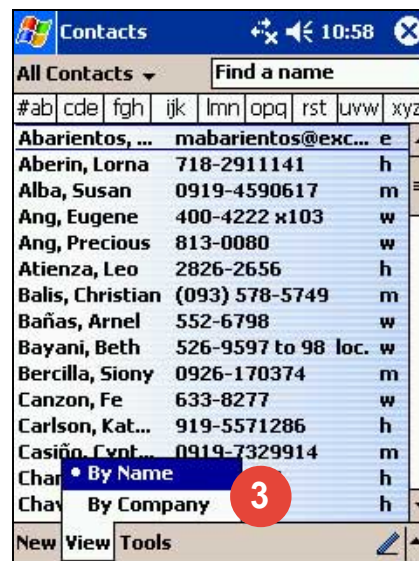 Contacts 10:58
All Contacts Find a name
#ab cde fgh ijk lmn opq rst uvw xyz
Abarientos, ... mabarientos@exc... e
Aberin, Lorna 718-2911141 h
Alba, Susan 0919-4590617 m
Ang, Eugene 400-4222 x103 w
Ang, Precious 813-0080 w
Atienza, Leo 2826-2656 h
Balis, Christian (093) 578-5749 m
Bañas, Arnel 552-6798 w
Bayani, Beth 526-9597 to 98 loc. w
Bercilla, Siony 0926-170374 m
Canzon, Fe 633-8277 w
Carlson, Kat... 919-5571286 h
Casiño, Cynt... 0919-7329914 m
h
h
By Name
By Company
3
New View Tools